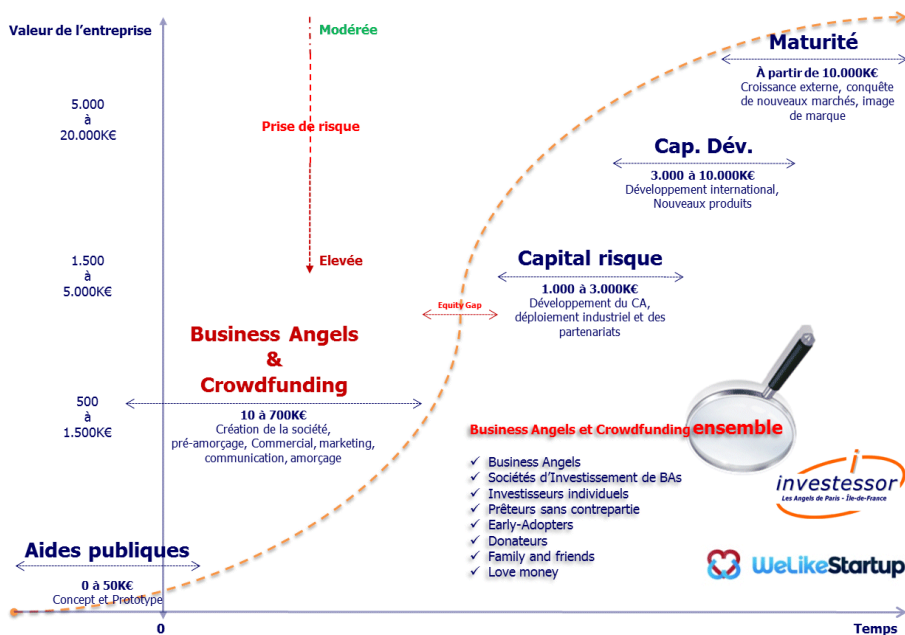 Valeur de l'entreprise
Modérée
Maturité
À partir de 10.000K€
Croissance externe, conquête
de nouveaux marchés, image
de marque
5.000
à
20.000K€
Prise de risque
Cap. Dév.
3.000 à 10.000K€
Développement international,
Nouveaux produits
1.500
à
5.000K€
Elevée
Capital risque
1.000 à 3.000K€
Développement du CA,
déploiement industriel et des
partenariats
Equity Gap
Business Angels
&
Crowdfunding
500
à
1.500K€
10 à 700K€
Création de la société,
pré-amorçage, Commercial, marketing,
communication, amorçage
Business Angels et Crowdfunding ensemble
✓ Business Angels
✓ Sociétés d'Investissement de BAs
✓ Investisseurs individuels
✓ Prêteurs sans contrepartie
✓ Early-Adopters
✓ Donateurs
✓ Family and friends
✓ Love money
investessor
Les Angels de Paris - Île-de-France
WeLikeStartup
Aides publiques
0 à 50K€
Concept et Prototype
0
Temps